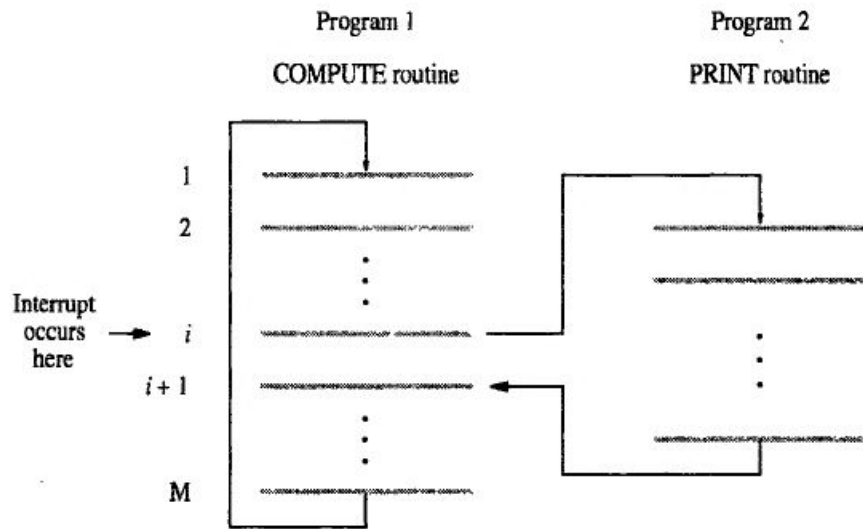 Program 1
Program 2
COMPUTE routine
PRINT routine
1
2
Interrupt
occurs
here
i
i + 1
M